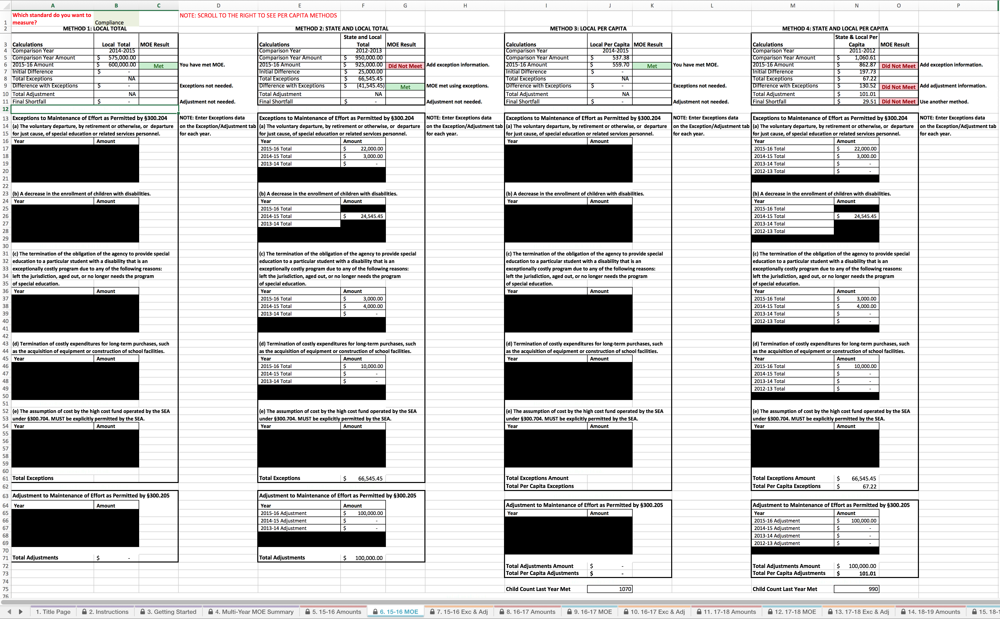 A B C D E F G H I J K L M N O P
1 Which standard do you want to measure? Compliance NOTE: SCROLL TO THE RIGHT TO SEE PER CAPITA METHODS
2 METHOD 1: LOCAL TOTAL METHOD 2: STATE AND LOCAL TOTAL METHOD 3: LOCAL PER CAPITA METHOD 4: STATE AND LOCAL PER CAPITA
3 Calculations Local Total MOE Result Calculations State and Local Total MOE Result Calculations Local Per Capita MOE Result Calculations State & Local Per Capita MOE Result
4 Comparison Year 2014-2015 Comparison Year 2012-2013 Comparison Year 2014-2015 Comparison Year 2011-2012
5 Comparison Year Amount $ 575,000.00 Comparison Year Amount $ 950,000.00 Comparison Year Amount $ 537.38 Comparison Year Amount $ 1,060.61
6 2015-16 Amount $ 600,000.00 Met You have met MOE. 2015-16 Amount $ 925,000.00 Did Not Meet Add exception information. 2015-16 Amount $ 559.70 Met You have met MOE. 2015-16 Amount $ 862.87 Did Not Meet Add exception information.
7 Initial Difference $ - Initial Difference $ 25,000.00 Initial Difference $ - Initial Difference $ 197.73
8 Total Exceptions NA Total Exceptions $ 66,545.45 Total Exceptions NA Total Exceptions $ 67.22
9 Difference with Exceptions $ - Exceptions not needed. Difference with Exceptions $ (41,545.45) Met MOE met using exceptions. Difference with Exceptions $ - Exceptions not needed. Difference with Exceptions $ 130.52 Did Not Meet Add adjustment information.
10 Total Adjustment NA Total Adjustment NA Total Adjustment NA Total Adjustment $ 101.01
11 Final Shortfall $ - Adjustment not needed. Final Shortfall $ - Adjustment not needed. Final Shortfall $ - Adjustment not needed. Final Shortfall $ 29.51 Did Not Meet Use another method.
12
13 Exceptions to Maintenance of Effort as Permitted by §300.204 NOTE: Enter Exceptions data Exceptions to Maintenance of Effort as Permitted by §300.204 NOTE: Enter Exceptions data Exceptions to Maintenance of Effort as Permitted by §300.204 NOTE: Enter Exceptions data Exceptions to Maintenance of Effort as Permitted by §300.204 NOTE: Enter Exceptions data
14 (a) The voluntary departure, by retirement or otherwise, or departure on the Exception/Adjustment tab (a) The voluntary departure, by retirement or otherwise, or departure on the Exception/Adjustment tab (a) The voluntary departure, by retirement or otherwise, or departure on the Exception/Adjustment tab (a) The voluntary departure, by retirement or otherwise, or departure on the Exception/Adjustment tab
15 for just cause, of special education or related services personnel. for each year. for just cause, of special education or related services personnel. for each year. for just cause, of special education or related services personnel. for each year. for just cause, of special education or related services personnel. for each year.
16 Year Amount Year Amount Year Amount Year Amount
17 2015-16 Total $ 22,000.00 2015-16 Total $ 22,000.00
18 2014-15 Total $ 3,000.00 2014-15 Total $ 3,000.00
19 2013-14 Total $ - 2013-14 Total $ -
20 2012-13 Total $ -
21
22
23 (b) A decrease in the enrollment of children with disabilities. (b) A decrease in the enrollment of children with disabilities. (b) A decrease in the enrollment of children with disabilities. (b) A decrease in the enrollment of children with disabilities.
24 Year Amount Year Amount Year Amount Year Amount
25 2015-16 Total 2015-16 Total
26 2014-15 Total $ 24,545.45 2014-15 Total $ 24,545.45
27 2013-14 Total 2013-14 Total
28 2012-13 Total
29
30
31 (c) The termination of the obligation of the agency to provide special (c) The termination of the obligation of the agency to provide special (c) The termination of the obligation of the agency to provide special (c) The termination of the obligation of the agency to provide special
32 education to a particular student with a disability that is an education to a particular student with a disability that is an education to a particular student with a disability that is an education to a particular student with a disability that is an
33 exceptionally costly program due to any of the following reasons: exceptionally costly program due to any of the following reasons: exceptionally costly program due to any of the following reasons: exceptionally costly program due to any of the following reasons:
34 left the jurisdiction, aged out, or no longer needs the program left the jurisdiction, aged out, or no longer needs the program left the jurisdiction, aged out, or no longer needs the program left the jurisdiction, aged out, or no longer needs the program
35 of special education. of special education. of special education. of special education.
36 Year Amount Year Amount Year Amount Year Amount
37 2015-16 Total $ 3,000.00 2015-16 Total $ 3,000.00
38 2014-15 Total $ 4,000.00 2014-15 Total $ 4,000.00
39 2013-14 Total $ - 2013-14 Total $ -
40 2012-13 Total $ -
41
42
43 (d) Termination of costly expenditures for long-term purchases, such (d) Termination of costly expenditures for long-term purchases, such (d) Termination of costly expenditures for long-term purchases, such (d) Termination of costly expenditures for long-term purchases, such
44 as the acquisition of equipment or construction of school facilities. as the acquisition of equipment or construction of school facilities. as the acquisition of equipment or construction of school facilities. as the acquisition of equipment or construction of school facilities.
45 Year Amount Year Amount Year Amount Year Amount
46 2015-16 Total $ 10,000.00 2015-16 Total $ 10,000.00
47 2014-15 Total $ - 2014-15 Total $ -
48 2013-14 Total $ - 2013-14 Total $ -
49 2012-13 Total $ -
50
51
52 (e) The assumption of cost by the high cost fund operated by the SEA (e) The assumption of cost by the high cost fund operated by the SEA (e) The assumption of cost by the high cost fund operated by the SEA (e) The assumption of cost by the high cost fund operated by the SEA
53 under §300.704. MUST be explicitly permitted by the SEA. under §300.704. MUST be explicitly permitted by the SEA. under §300.704. MUST be explicitly permitted by the SEA. under §300.704. MUST be explicitly permitted by the SEA.
54 Year Amount Year Amount Year Amount Year Amount
55
56
57
58
59
60
61 Total Exceptions Total Exceptions $ 66,545.45 Total Exceptions Amount Total Exceptions Amount $ 66,545.45
62 Total Per Capita Exceptions Total Per Capita Exceptions $ 67.22
63 Adjustment to Maintenance of Effort as Permitted by §300.205 Adjustment to Maintenance of Effort as Permitted by §300.205
64 Year Amount Year Amount Adjustment to Maintenance of Effort as Permitted by §300.205 Adjustment to Maintenance of Effort as Permitted by §300.205
65 2015-16 Adjustment $ 100,000.00 Year Amount Year Amount
66 2014-15 Adjustment $ - 2015-16 Adjustment $ 100,000.00
67 2013-14 Adjustment $ - 2014-15 Adjustment $ -
68 2013-14 Adjustment $ -
69 2012-13 Adjustment $ -
70
71 Total Adjustments $ - Total Adjustments $ 100,000.00
72 Total Adjustments Amount $ - Total Adjustments Amount $ 100,000.00
73 Total Per Capita Adjustments $ - Total Per Capita Adjustments $ 101.01
74
75 Child Count Last Year Met 1070 Child Count Last Year Met 990
76
1. Title Page 2. Instructions 3. Getting Started 4. Multi-Year MOE Summary 5. 15-16 Amounts 6. 15-16 MOE 7. 15-16 Exc & Adj 8. 16-17 Amounts 9. 16-17 MOE 10. 16-17 Exc & Adj 11. 17-18 Amounts 12. 17-18 MOE 13. 17-18 Exc & Adj 14. 18-19 Amounts 15. 18-1